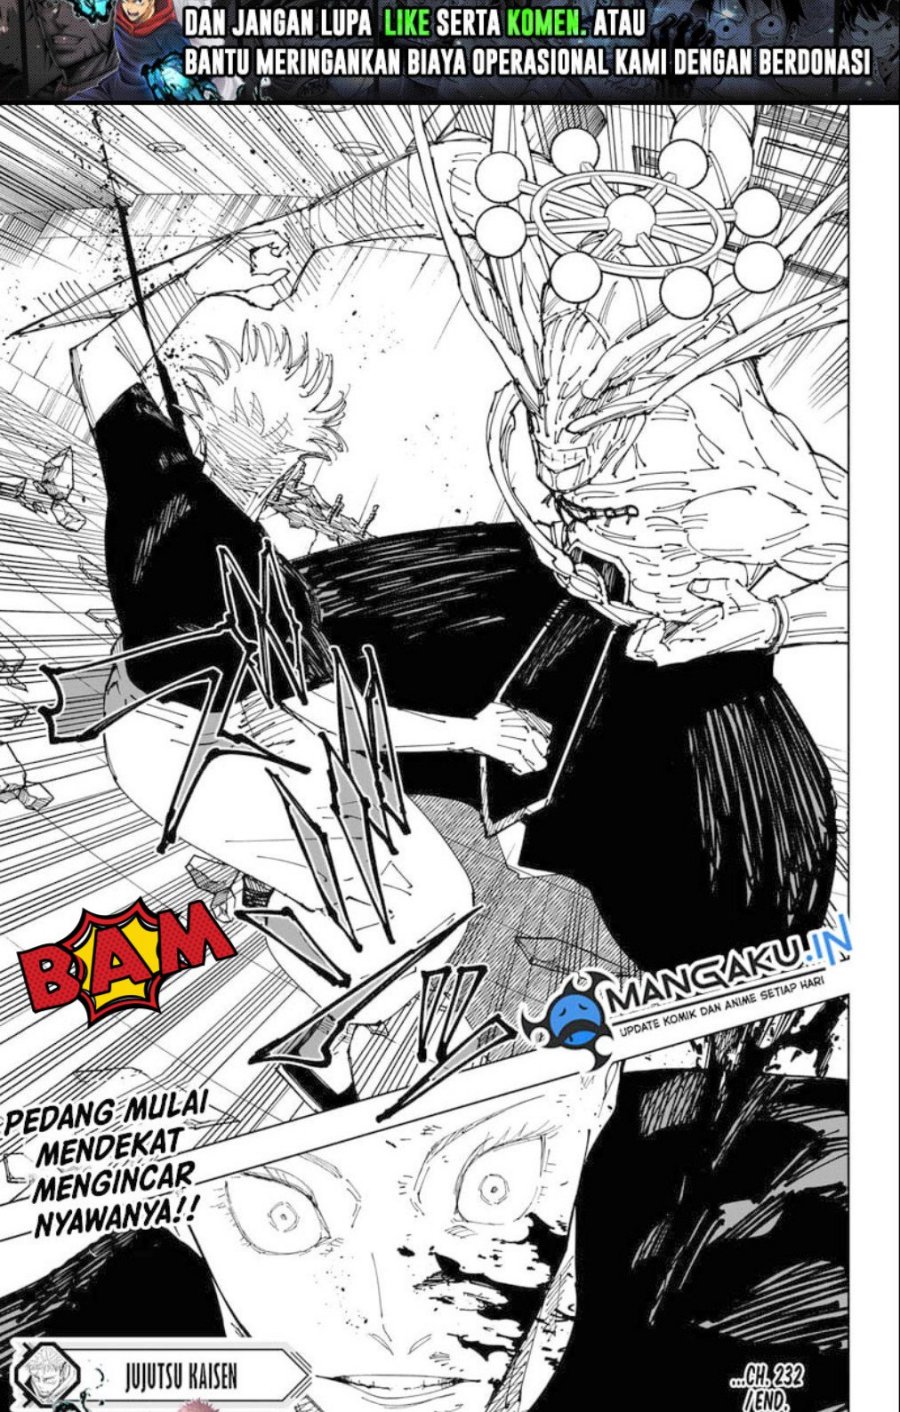 DAN JANGAN LUPA LIKE SERTA KOMEN. ATAU
BANTU MERINGANKAN BIAYA OPERASIONAL KAMI DENGAN BERDONASI
BAM
MANGAKU.IN
UPDATE KOMIK DAN ANIME SETIAP HARI
PEDANG MULAI
MENDEKAT
MENGINCAR
NYAWANYA!!
JUJUTSU KAISEN
...CH. 232
/END.